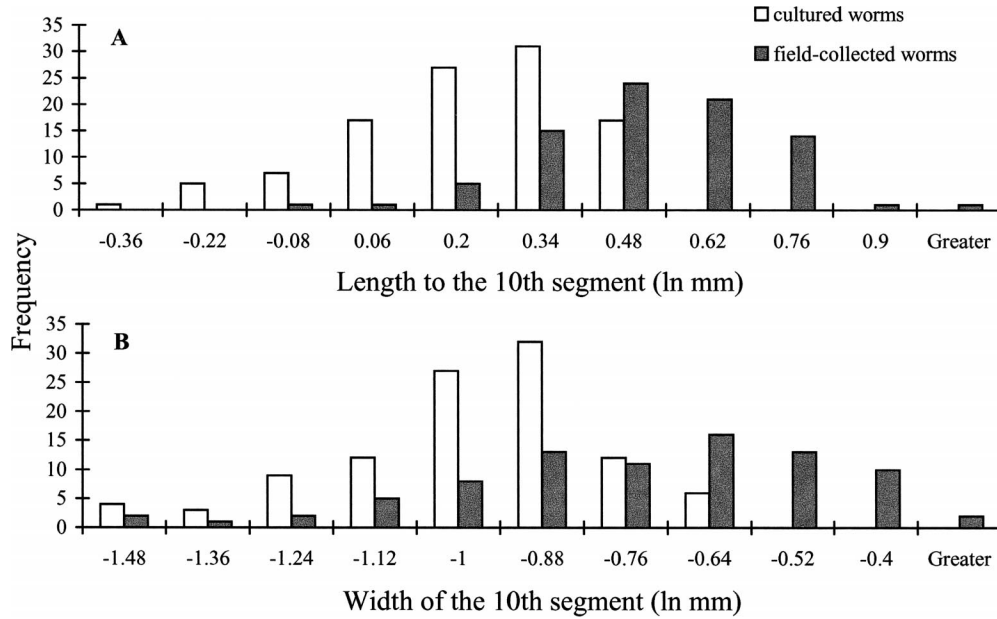 cultured worms
field-collected worms
A
35
30
25
20
15
10
5
0
-0.36 -0.22 -0.08 0.06 0.2 0.34 0.48 0.62 0.76 0.9 Greater
Length to the 10th segment (ln mm)
Frequency
B
35
30
25
20
15
10
5
0
-1.48 -1.36 -1.24 -1.12 -1 -0.88 -0.76 -0.64 -0.52 -0.4 Greater
Width of the 10th segment (ln mm)